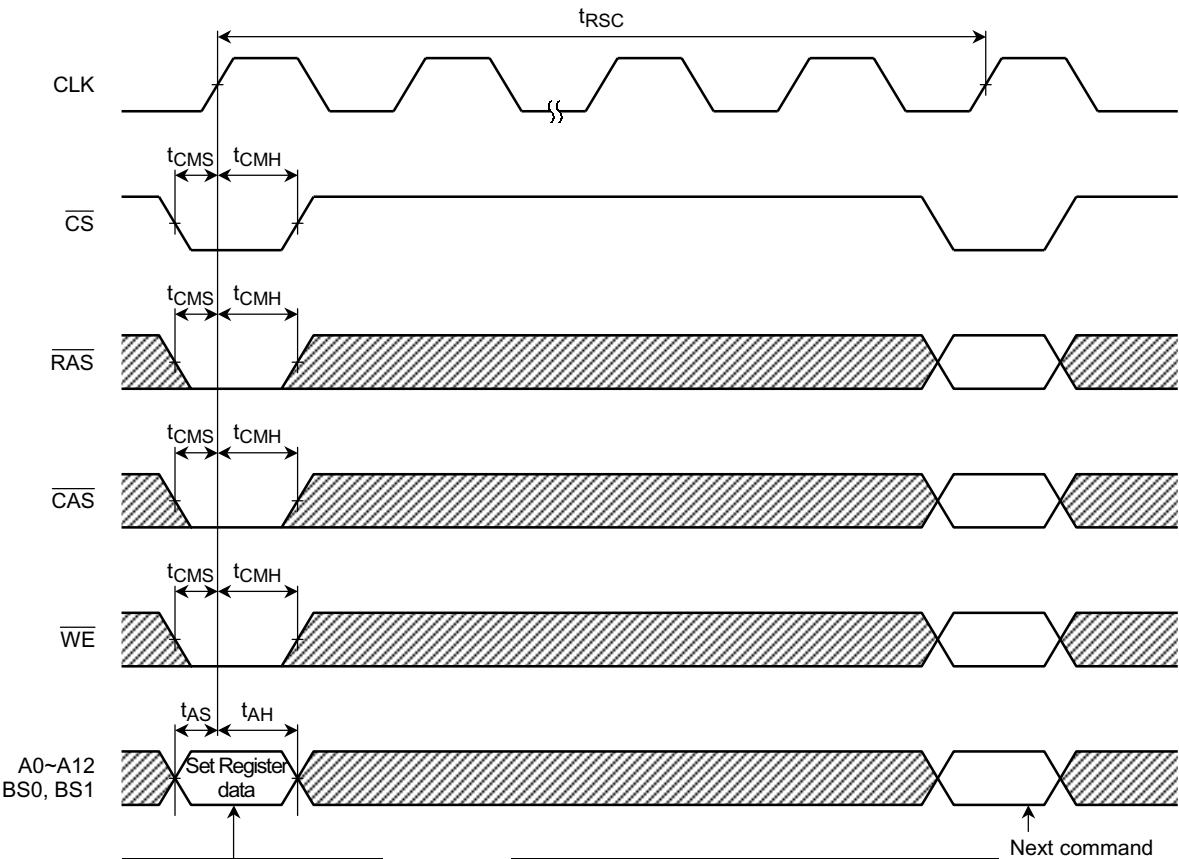 tRSC
CLK
tCMS tCMH
CS
tCMS tCMH
RAS
tCMS tCMH
CAS
tCMS tCMH
WE
tAS tAH
A0~A12
BS0, BS1
Set Register
data
Next command